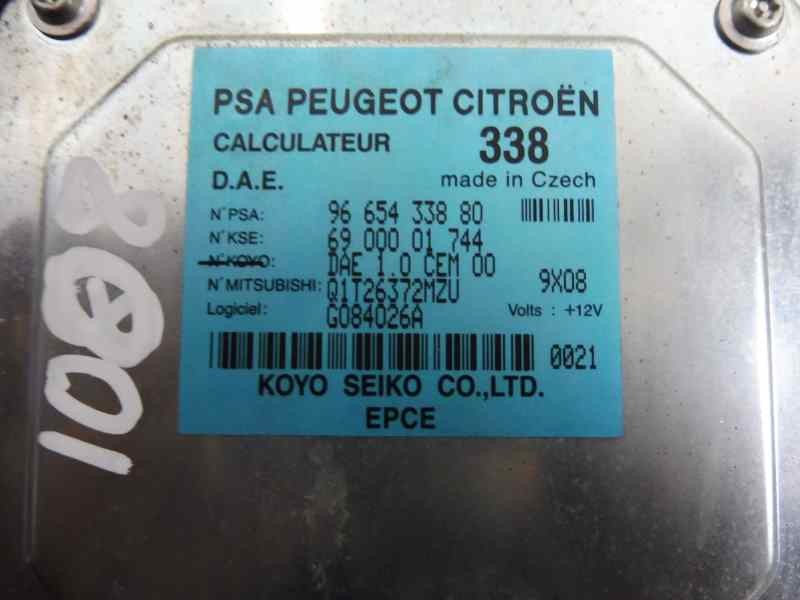 PSA PEUGEOT CITROËN
CALCULATEUR 338
D.A.E. made in Czech
N°PSA: 96 654 338 80
N°KSE: 69 000 01 744
N°KOYO: DAE 1.0 CEM 00
N°MITSUBISHI: Q1T26372MZU 9X08
Logiciel: G084026A Volts : +12V
0021
KOYO SEIKO CO.,LTD.
EPCE